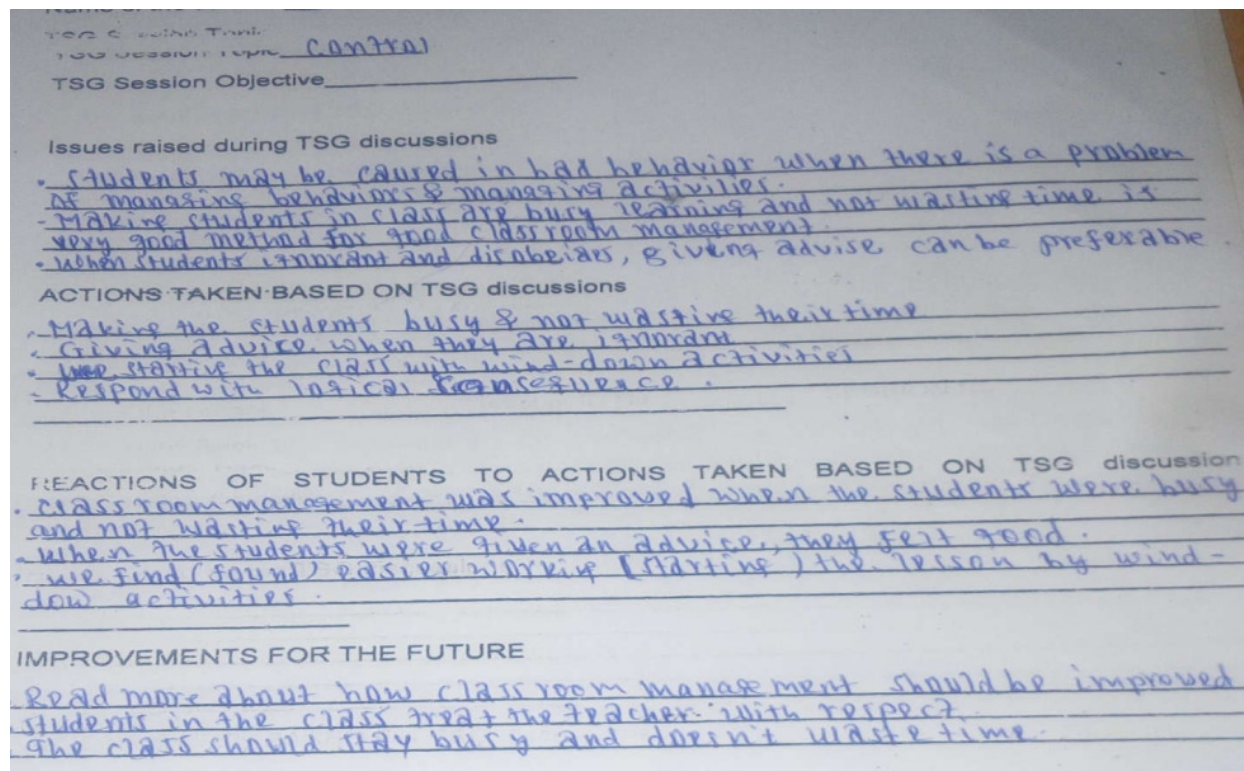 TSG Session Topic control
TSG Session Objective
Issues raised during TSG discussions
• students may be caused in bad behavior when there is a problem
of managing behaviors & managing activities.
- Making students in class are busy learning and not wasting time is
very good method for good classroom management.
• when students ignorant and disobeider, giving advise can be preferable.
ACTIONS TAKEN BASED ON TSG discussions
- Making the students busy & not wasting their time
- Giving advice when they are ignorant
- starting the class with wind-down activities
- Respond with logical consequence.
REACTIONS OF STUDENTS TO ACTIONS TAKEN BASED ON TSG discussion
• classroom management was improved when the students were busy
and not wasting their time.
- when the students were given an advice, they felt good.
• we find (found) easier working (starting) the lesson by wind-
dow activities.
IMPROVEMENTS FOR THE FUTURE
Read more about how classroom management should be improved
students in the class treat the teacher with respect
The class should stay busy and doesn't waste time.